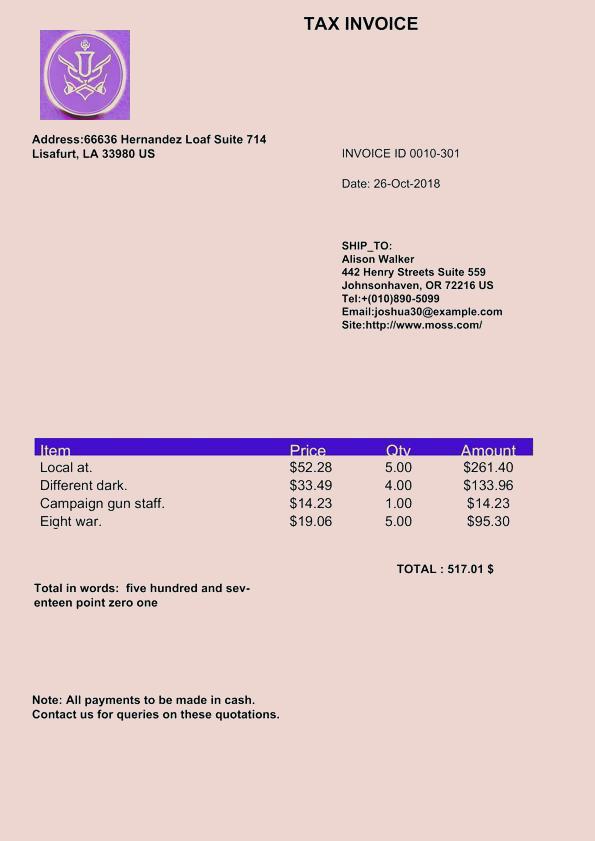 TAX INVOICE
Address:66636 Hernandez Loaf Suite 714
Lisafurt, LA 33980 US
INVOICE ID 0010-301
Date: 26-Oct-2018
SHIP_TO:
Alison Walker
442 Henry Streets Suite 559
Johnsonhaven, OR 72216 US
Tel:+(010)890-5099
Email:joshua30@example.com
Site:http://www.moss.com/
Item Price Qty Amount
Local at. $52.28 5.00 $261.40
Different dark. $33.49 4.00 $133.96
Campaign gun staff. $14.23 1.00 $14.23
Eight war. $19.06 5.00 $95.30
TOTAL : 517.01 $
Total in words:  five hundred and sev-
enteen point zero one
Note: All payments to be made in cash.
Contact us for queries on these quotations.